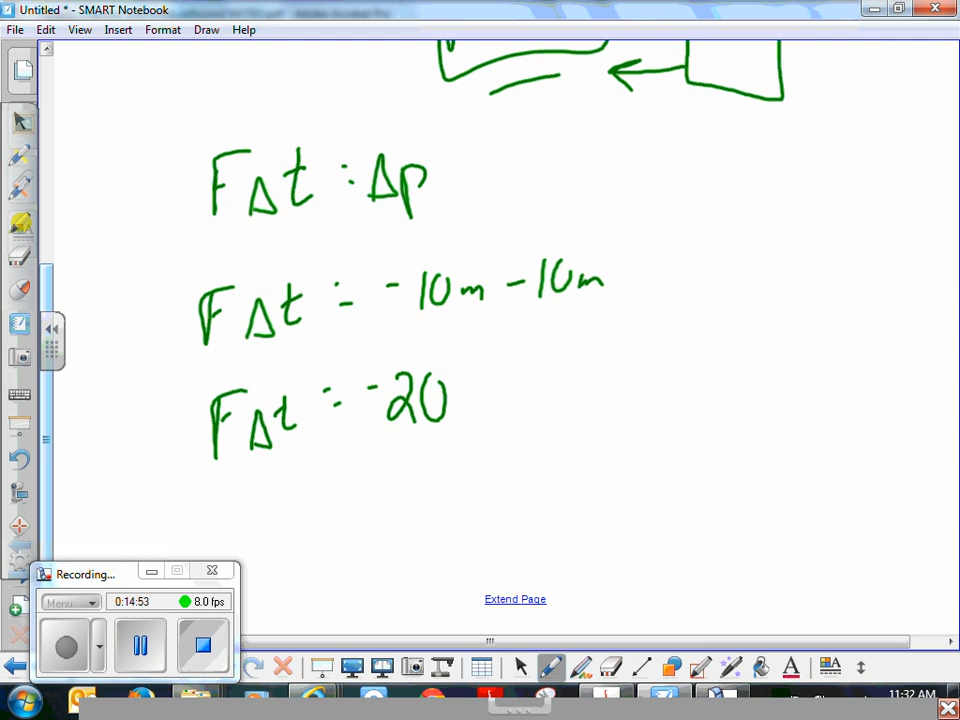 Untitled * - SMART Notebook
File Edit View Insert Format Draw Help
FΔt = Δp
FΔt = -10m - 10m
FΔt = -20
Recording...
Menu 0:14:53 8.0 fps
Extend Page
11:32 AM